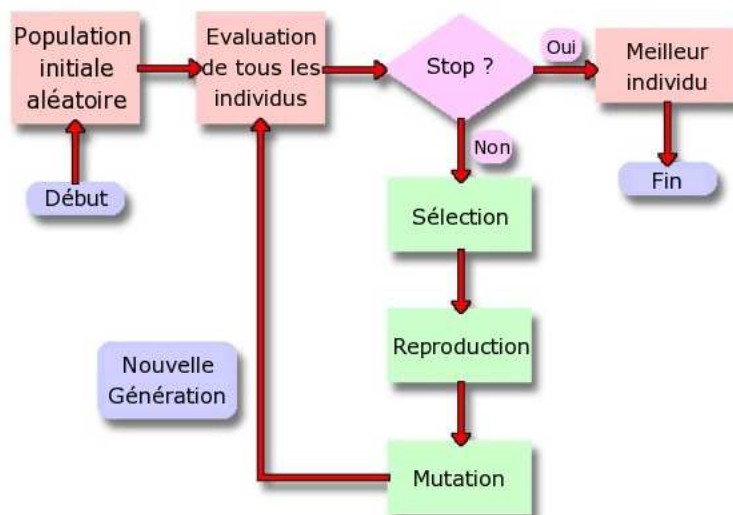 Population
initiale
aléatoire
Evaluation
de tous les
individus
Stop ?
Oui
Meilleur
individu
Non
Début
Fin
Sélection
Reproduction
Nouvelle
Génération
Mutation